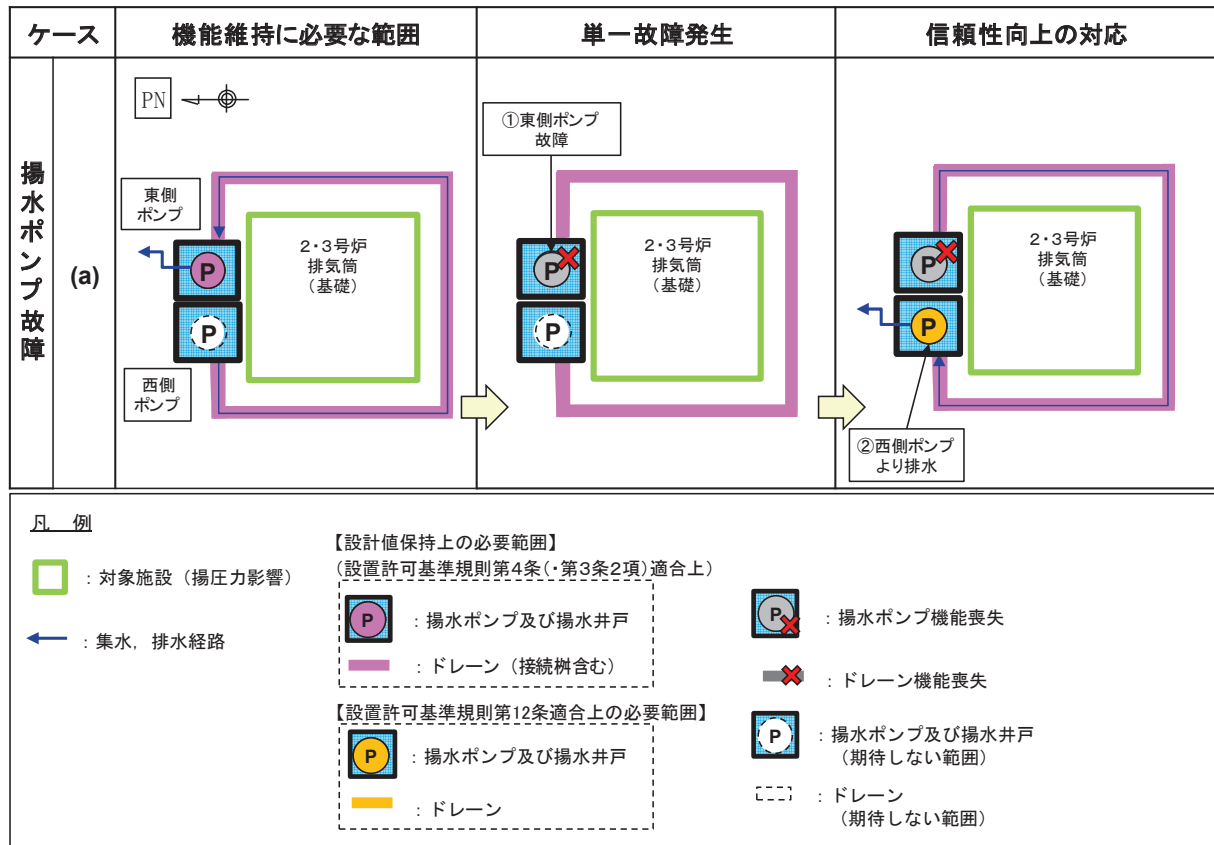 ケース
機能維持に必要な範囲
単一故障発生
信頼性向上の対応
揚水ポンプ故障
(a)
PN
東側
ポンプ
P
P
西側
ポンプ
2・3号炉
排気筒
(基礎)
①東側ポンプ
故障
P
P
2・3号炉
排気筒
(基礎)
P
P
2・3号炉
排気筒
(基礎)
②西側ポンプ
より排水
凡 例
：対象施設（揚圧力影響）
：集水，排水経路
【設計値保持上の必要範囲】
(設置許可基準規則第4条(・第3条2項)適合上)
P ：揚水ポンプ及び揚水井戸
：ドレーン（接続桝含む）
【設置許可基準規則第12条適合上の必要範囲】
P ：揚水ポンプ及び揚水井戸
：ドレーン
P ：揚水ポンプ機能喪失
：ドレーン機能喪失
P ：揚水ポンプ及び揚水井戸
(期待しない範囲)
：ドレーン
(期待しない範囲)